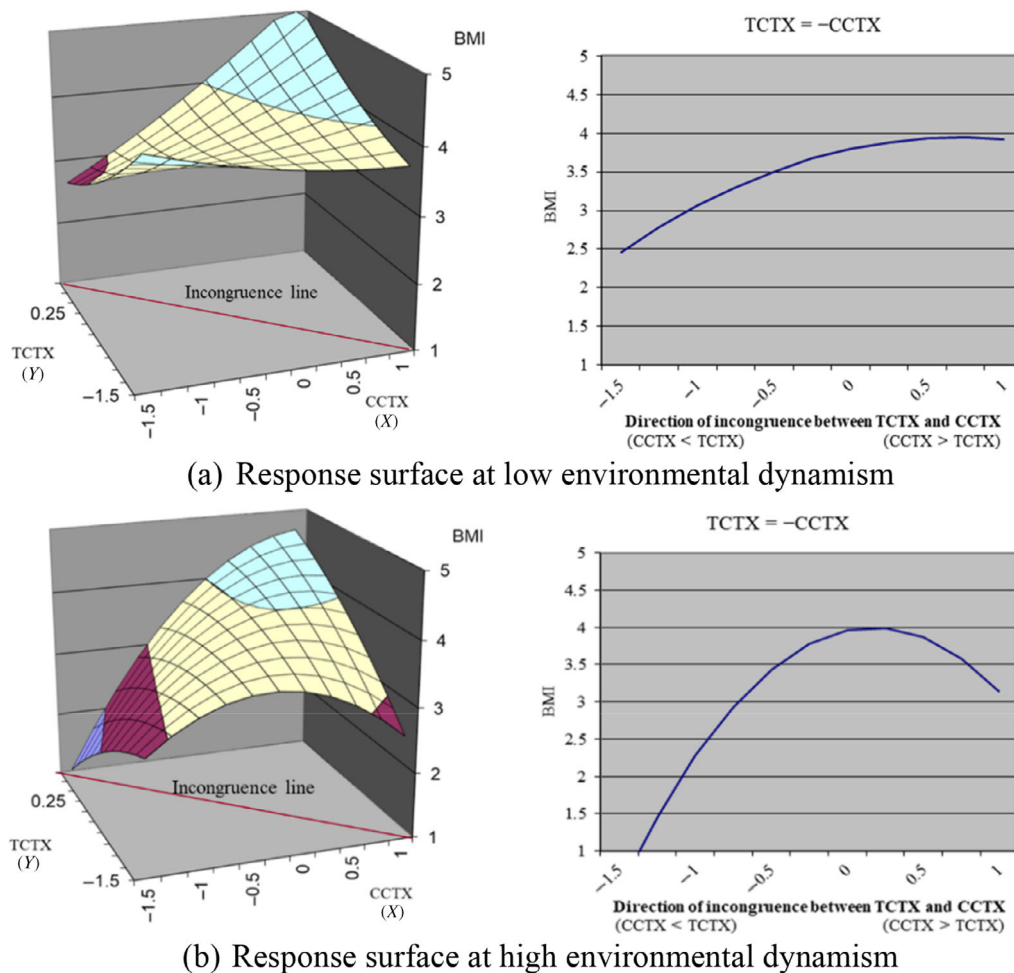 BMI
5
4
3
2
1
Incongruence line
0.25
TCTX
(Y)
−1.5
−1.5
−1
−0.5
0
0.5
1
CCTX
(X)
TCTX = −CCTX
5
4.5
4
3.5
3
2.5
2
1.5
1
BMI
−1.5
−1
−0.5
0
0.5
1
Direction of incongruence between TCTX and CCTX
(CCTX < TCTX) (CCTX > TCTX)
(a) Response surface at low environmental dynamism
BMI
5
4
3
2
1
Incongruence line
0.25
TCTX
(Y)
−1.5
−1.5
−1
−0.5
0
0.5
1
CCTX
(X)
TCTX = −CCTX
5
4.5
4
3.5
3
2.5
2
1.5
1
BMI
−1.5
−1
−0.5
0
0.5
1
Direction of incongruence between TCTX and CCTX
(CCTX < TCTX) (CCTX > TCTX)
(b) Response surface at high environmental dynamism